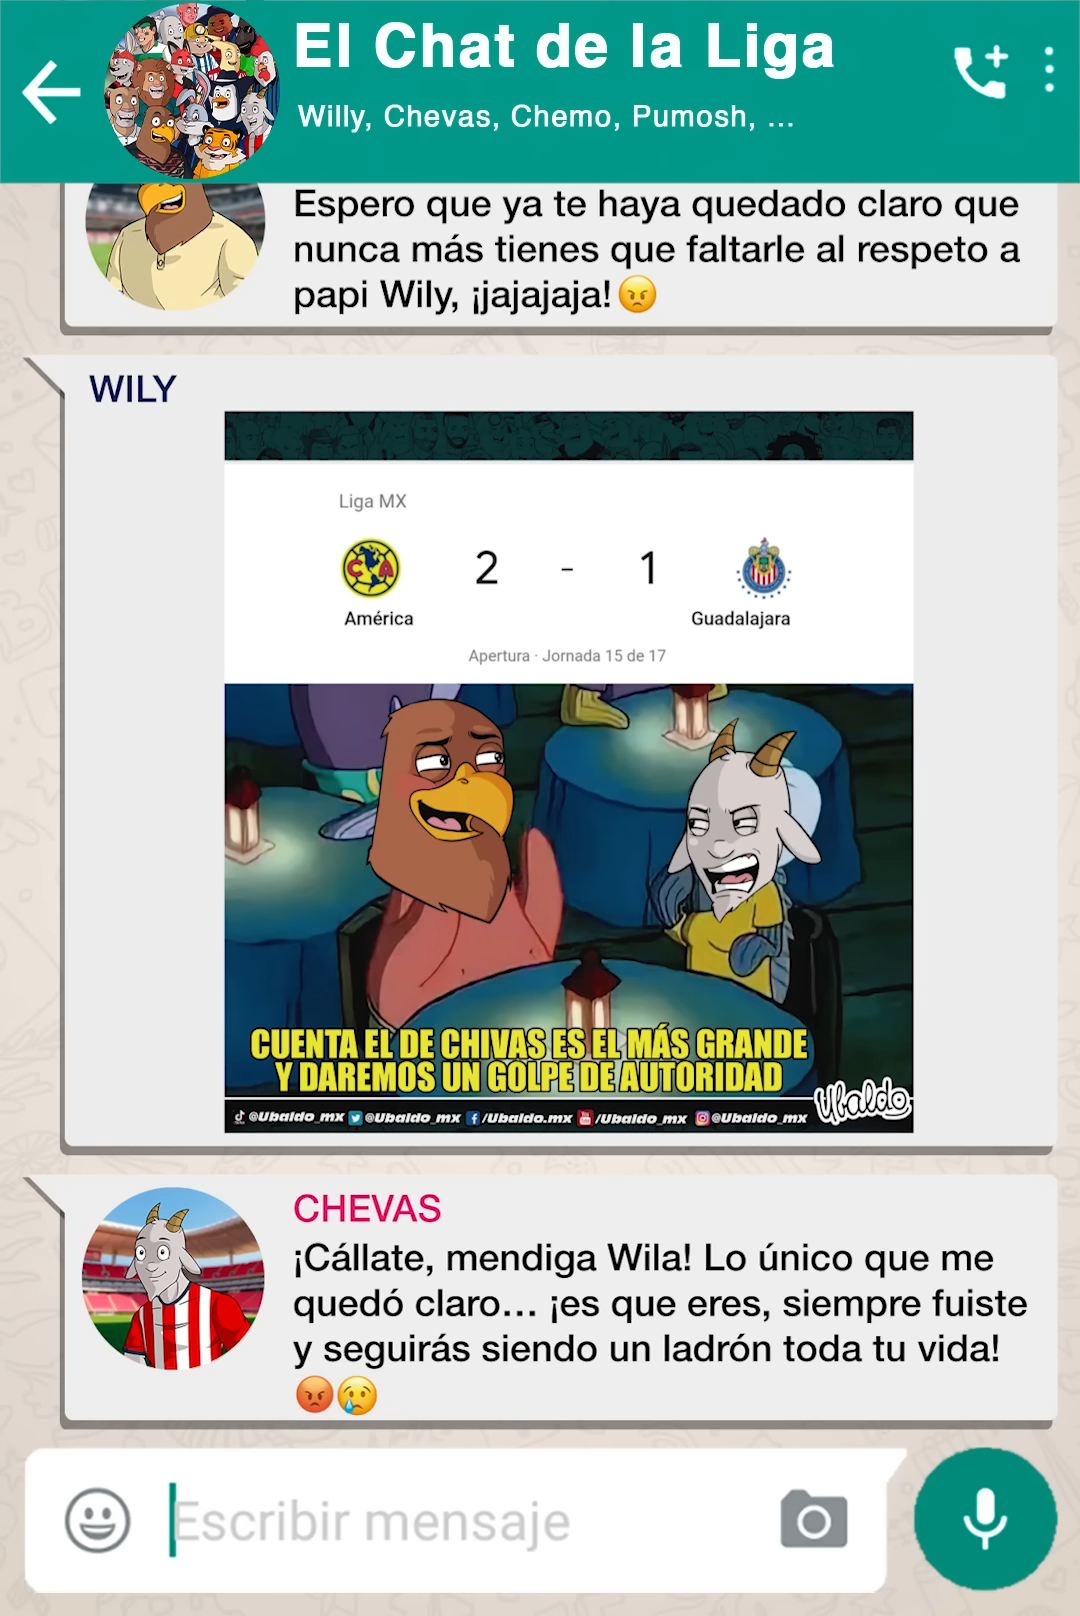 El Chat de la Liga
Willy, Chevas, Chemo, Pumosh, ...
Espero que ya te haya quedado claro que
nunca más tienes que faltarle al respeto a
papi Wily, ¡jajajaja!😠
WILY
Liga MX
CA
2 - 1
América
Guadalajara
Apertura · Jornada 15 de 17
CUENTA EL DE CHIVAS ES EL MÁS GRANDE
Y DAREMOS UN GOLPE DE AUTORIDAD
Ubaldo
@Ubaldo_mx @Ubaldo_mx /Ubaldo.mx /Ubaldo_mx @Ubaldo_mx
CHEVAS
¡Cállate, mendiga Wila! Lo único que me
quedó claro... ¡es que eres, siempre fuiste
y seguirás siendo un ladrón toda tu vida!
😡😢
Escribir mensaje